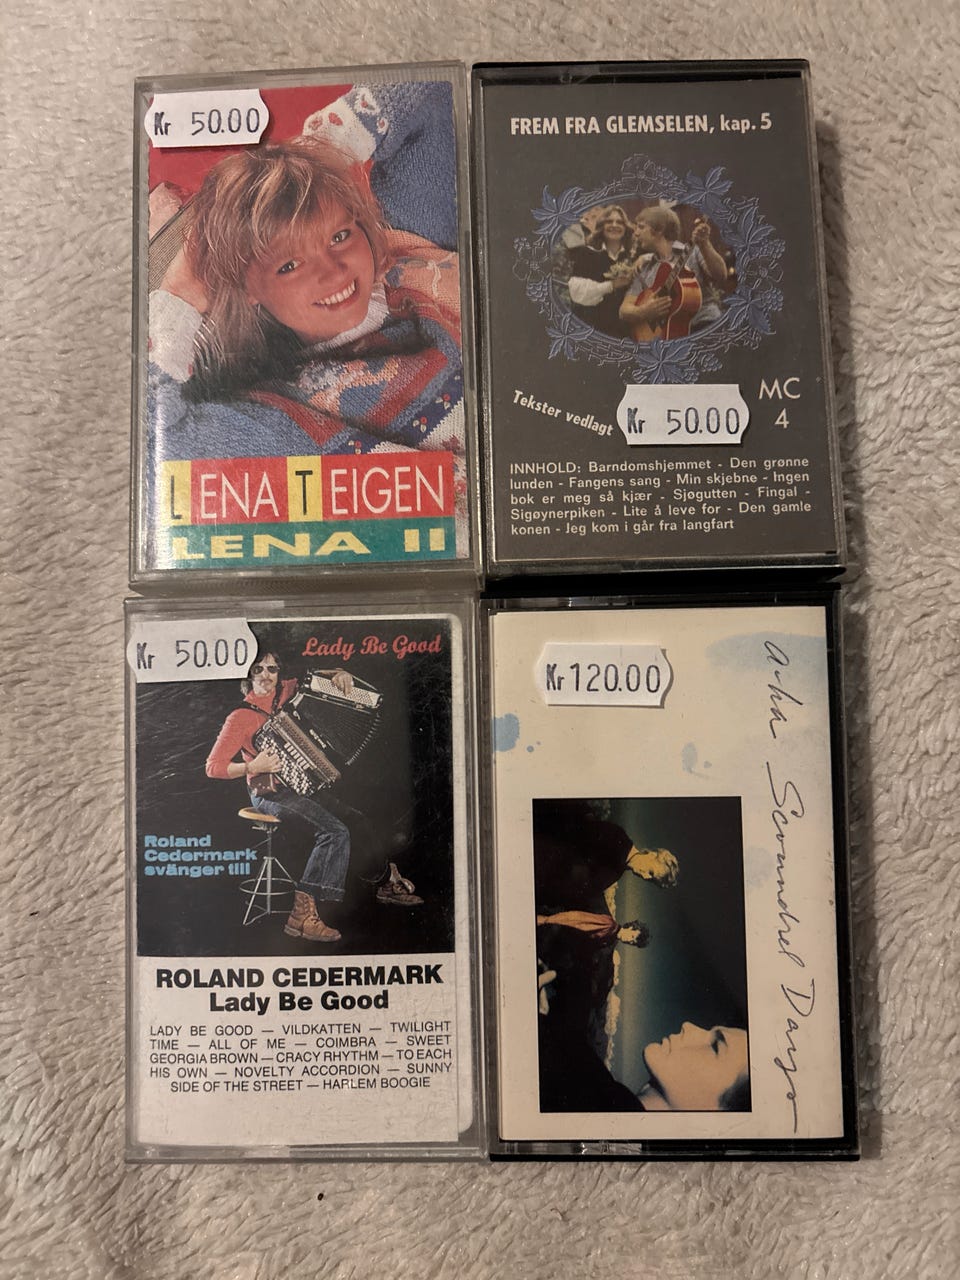 Kr 50.00
LENA TEIGEN
LENA II
FREM FRA GLEMSELEN, kap. 5
Tekster vedlagt
Kr 50.00
MC
4
INNHOLD: Barndomshjemmet - Den grønne
lunden - Fangens sang - Min skjebne - Ingen
bok er meg så kjær - Sjøgutten - Fingal -
Sigøynerpiken - Lite å leve for - Den gamle
konen - Jeg kom i går fra langfart
Kr 50.00
Lady Be Good
Roland
Cedermark
svänger till
ROLAND CEDERMARK
Lady Be Good
LADY BE GOOD — VILDKATTEN — TWILIGHT
TIME — ALL OF ME — COIMBRA — SWEET
GEORGIA BROWN — CRACY RHYTHM — TO EACH
HIS OWN — NOVELTY ACCORDION — SUNNY
SIDE OF THE STREET — HARLEM BOOGIE
Kr 120.00
a-ha Scoundrel Days